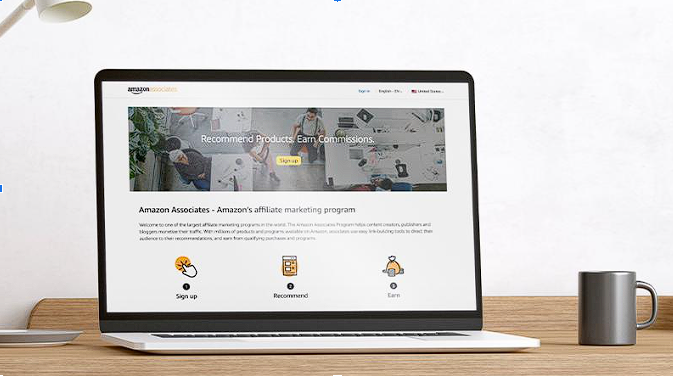 amazon associates
Sign in English - EN United States
Recommend Products. Earn Commissions.
Sign up
Amazon Associates - Amazon's affiliate marketing program
Welcome to one of the largest affiliate marketing programs in the world. The Amazon Associates Program helps content creators, publishers and
bloggers monetize their traffic. With millions of products and programs available on Amazon, associates use easy link-building tools to direct their
audience to their recommendations, and earn from qualifying purchases and programs.
1 2 3
Sign up Recommend Earn